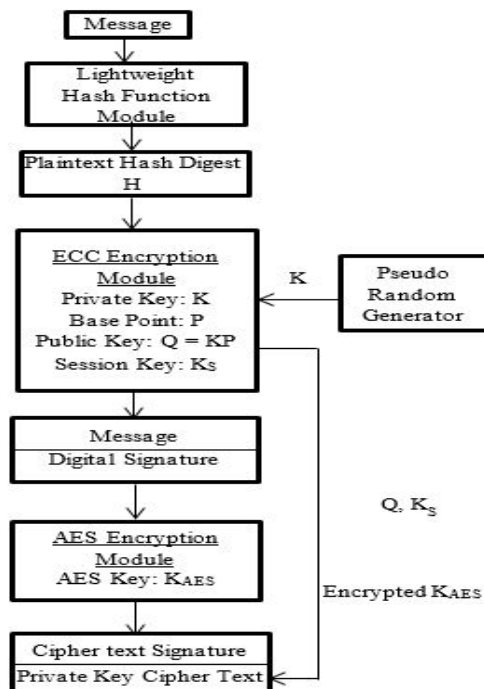 Message
Lightweight
Hash Function
Module
Plaintext Hash Digest
H
ECC Encryption
Module
Private Key: K
Base Point: P
Public Key: Q = KP
Session Key: KS
K
Pseudo
Random
Generator
Message
Digital Signature
Q, KS
AES Encryption
Module
AES Key: KAES
Encrypted KAES
Cipher text Signature
Private Key Cipher Text